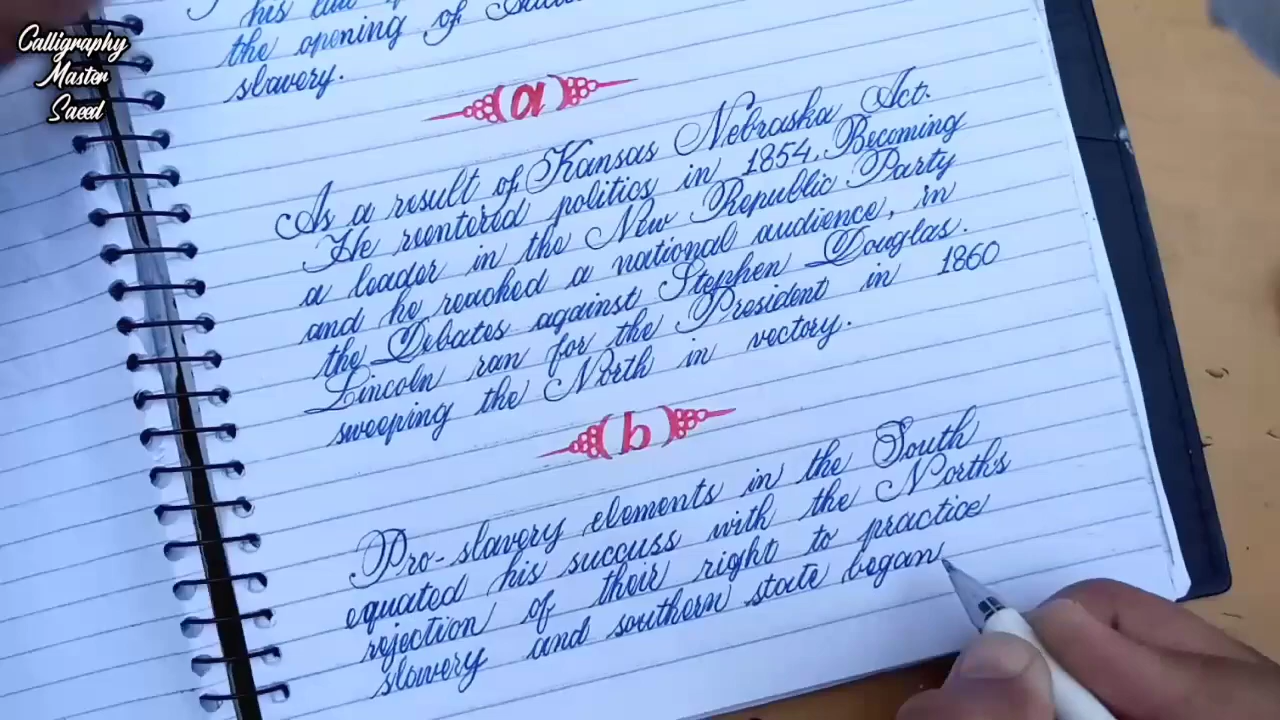 Calligraphy
Master
Saeed
his
the opening of
slavery.
(a)
As a result of Kansas Nebraska Act.
He reentered politics in 1854. Becoming
a leader in the New Republic Party
and he reached a national audience, in
the Debates against Stephen Douglas.
Lincoln ran for the President in 1860
sweeping the North in vectory.
(b)
Pro-slavery elements in the South
equated his succuss with the North's
rejection of their right to practice
slavery and southern state began